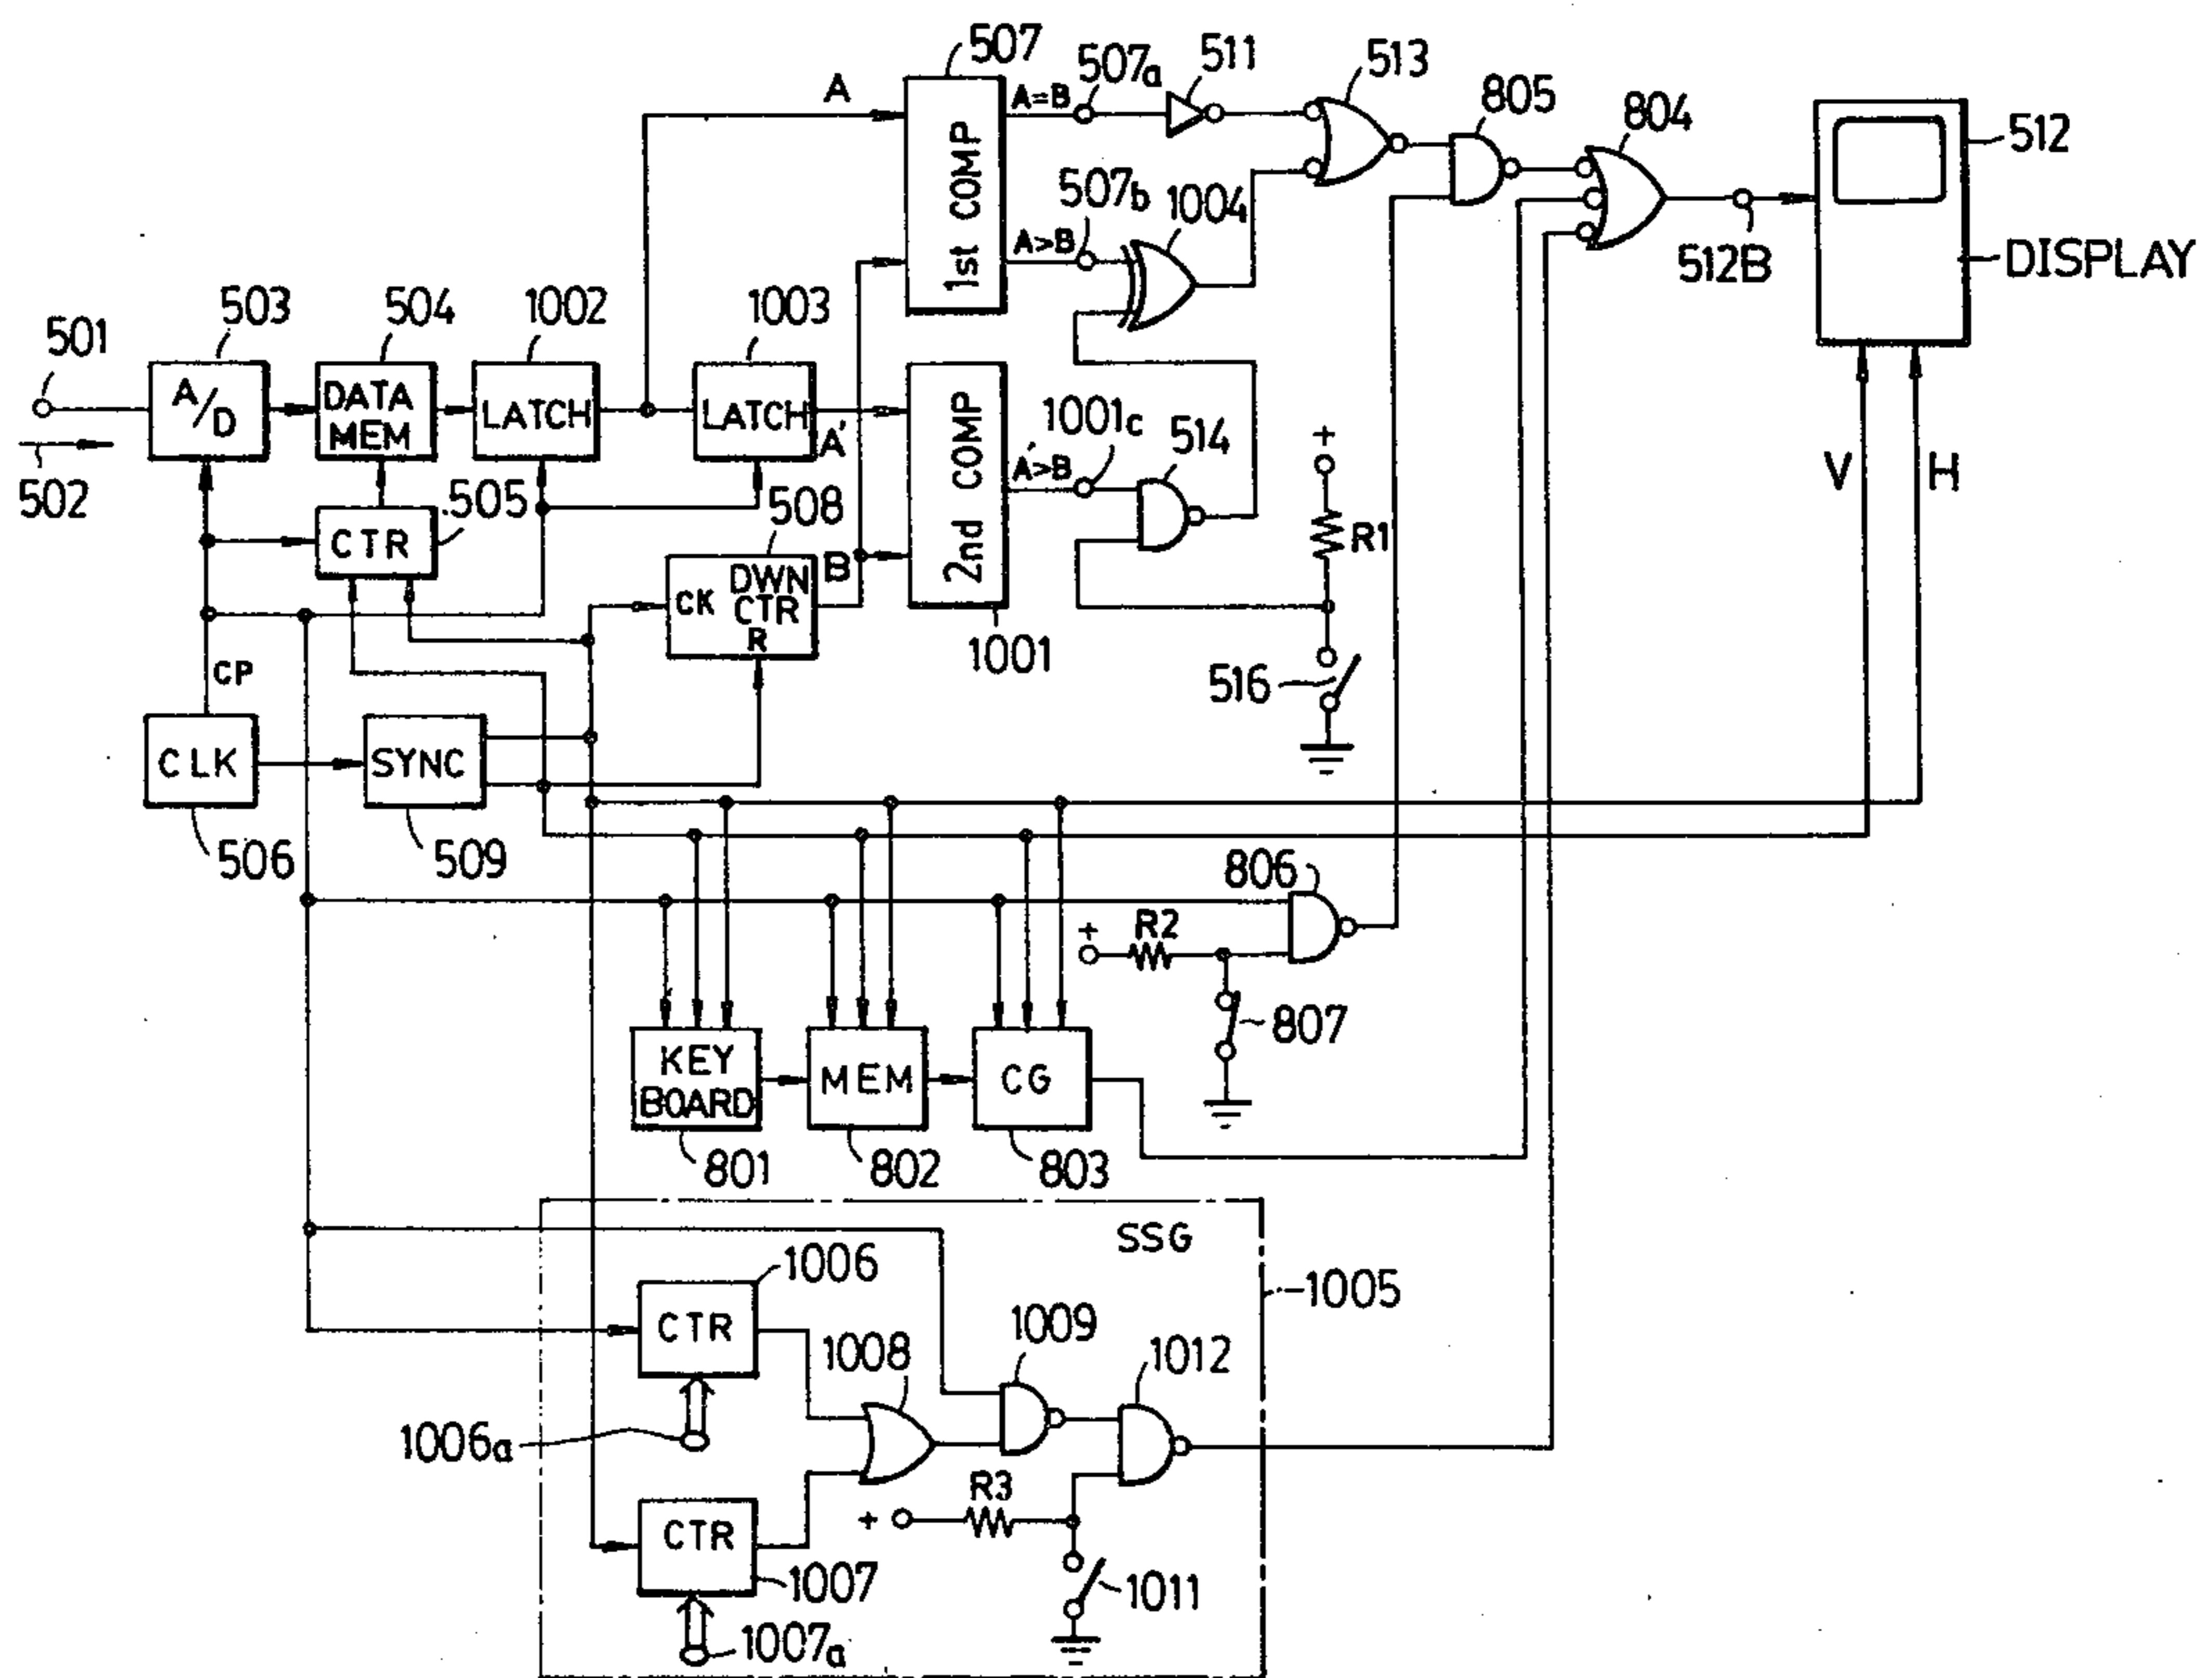 507
507a
511
513
805
804
512
A
A=B
1st COMP
507b
1004
A>B
512B
DISPLAY
501
503
504
1002
1003
A/D
DATA MEM
LATCH
LATCH
A'
2nd COMP
1001c
514
A'>B
+
R1
V
H
502
505
CTR
508
CK
DWN CTR
R
B
1001
516
CP
CLK
SYNC
506
509
806
+
R2
807
KEY BOARD
MEM
CG
801
802
803
SSG
1006
1005
CTR
1008
1009
1012
1006a
R3
+
CTR
1007
1011
1007a